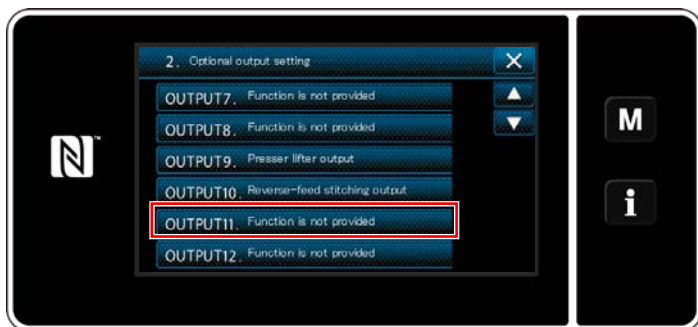 2. Optional output setting
OUTPUT7. Function is not provided
OUTPUT8. Function is not provided
OUTPUT9. Presser lifter output
OUTPUT10. Reverse-feed stitching output
OUTPUT11. Function is not provided
OUTPUT12. Function is not provided
M
i